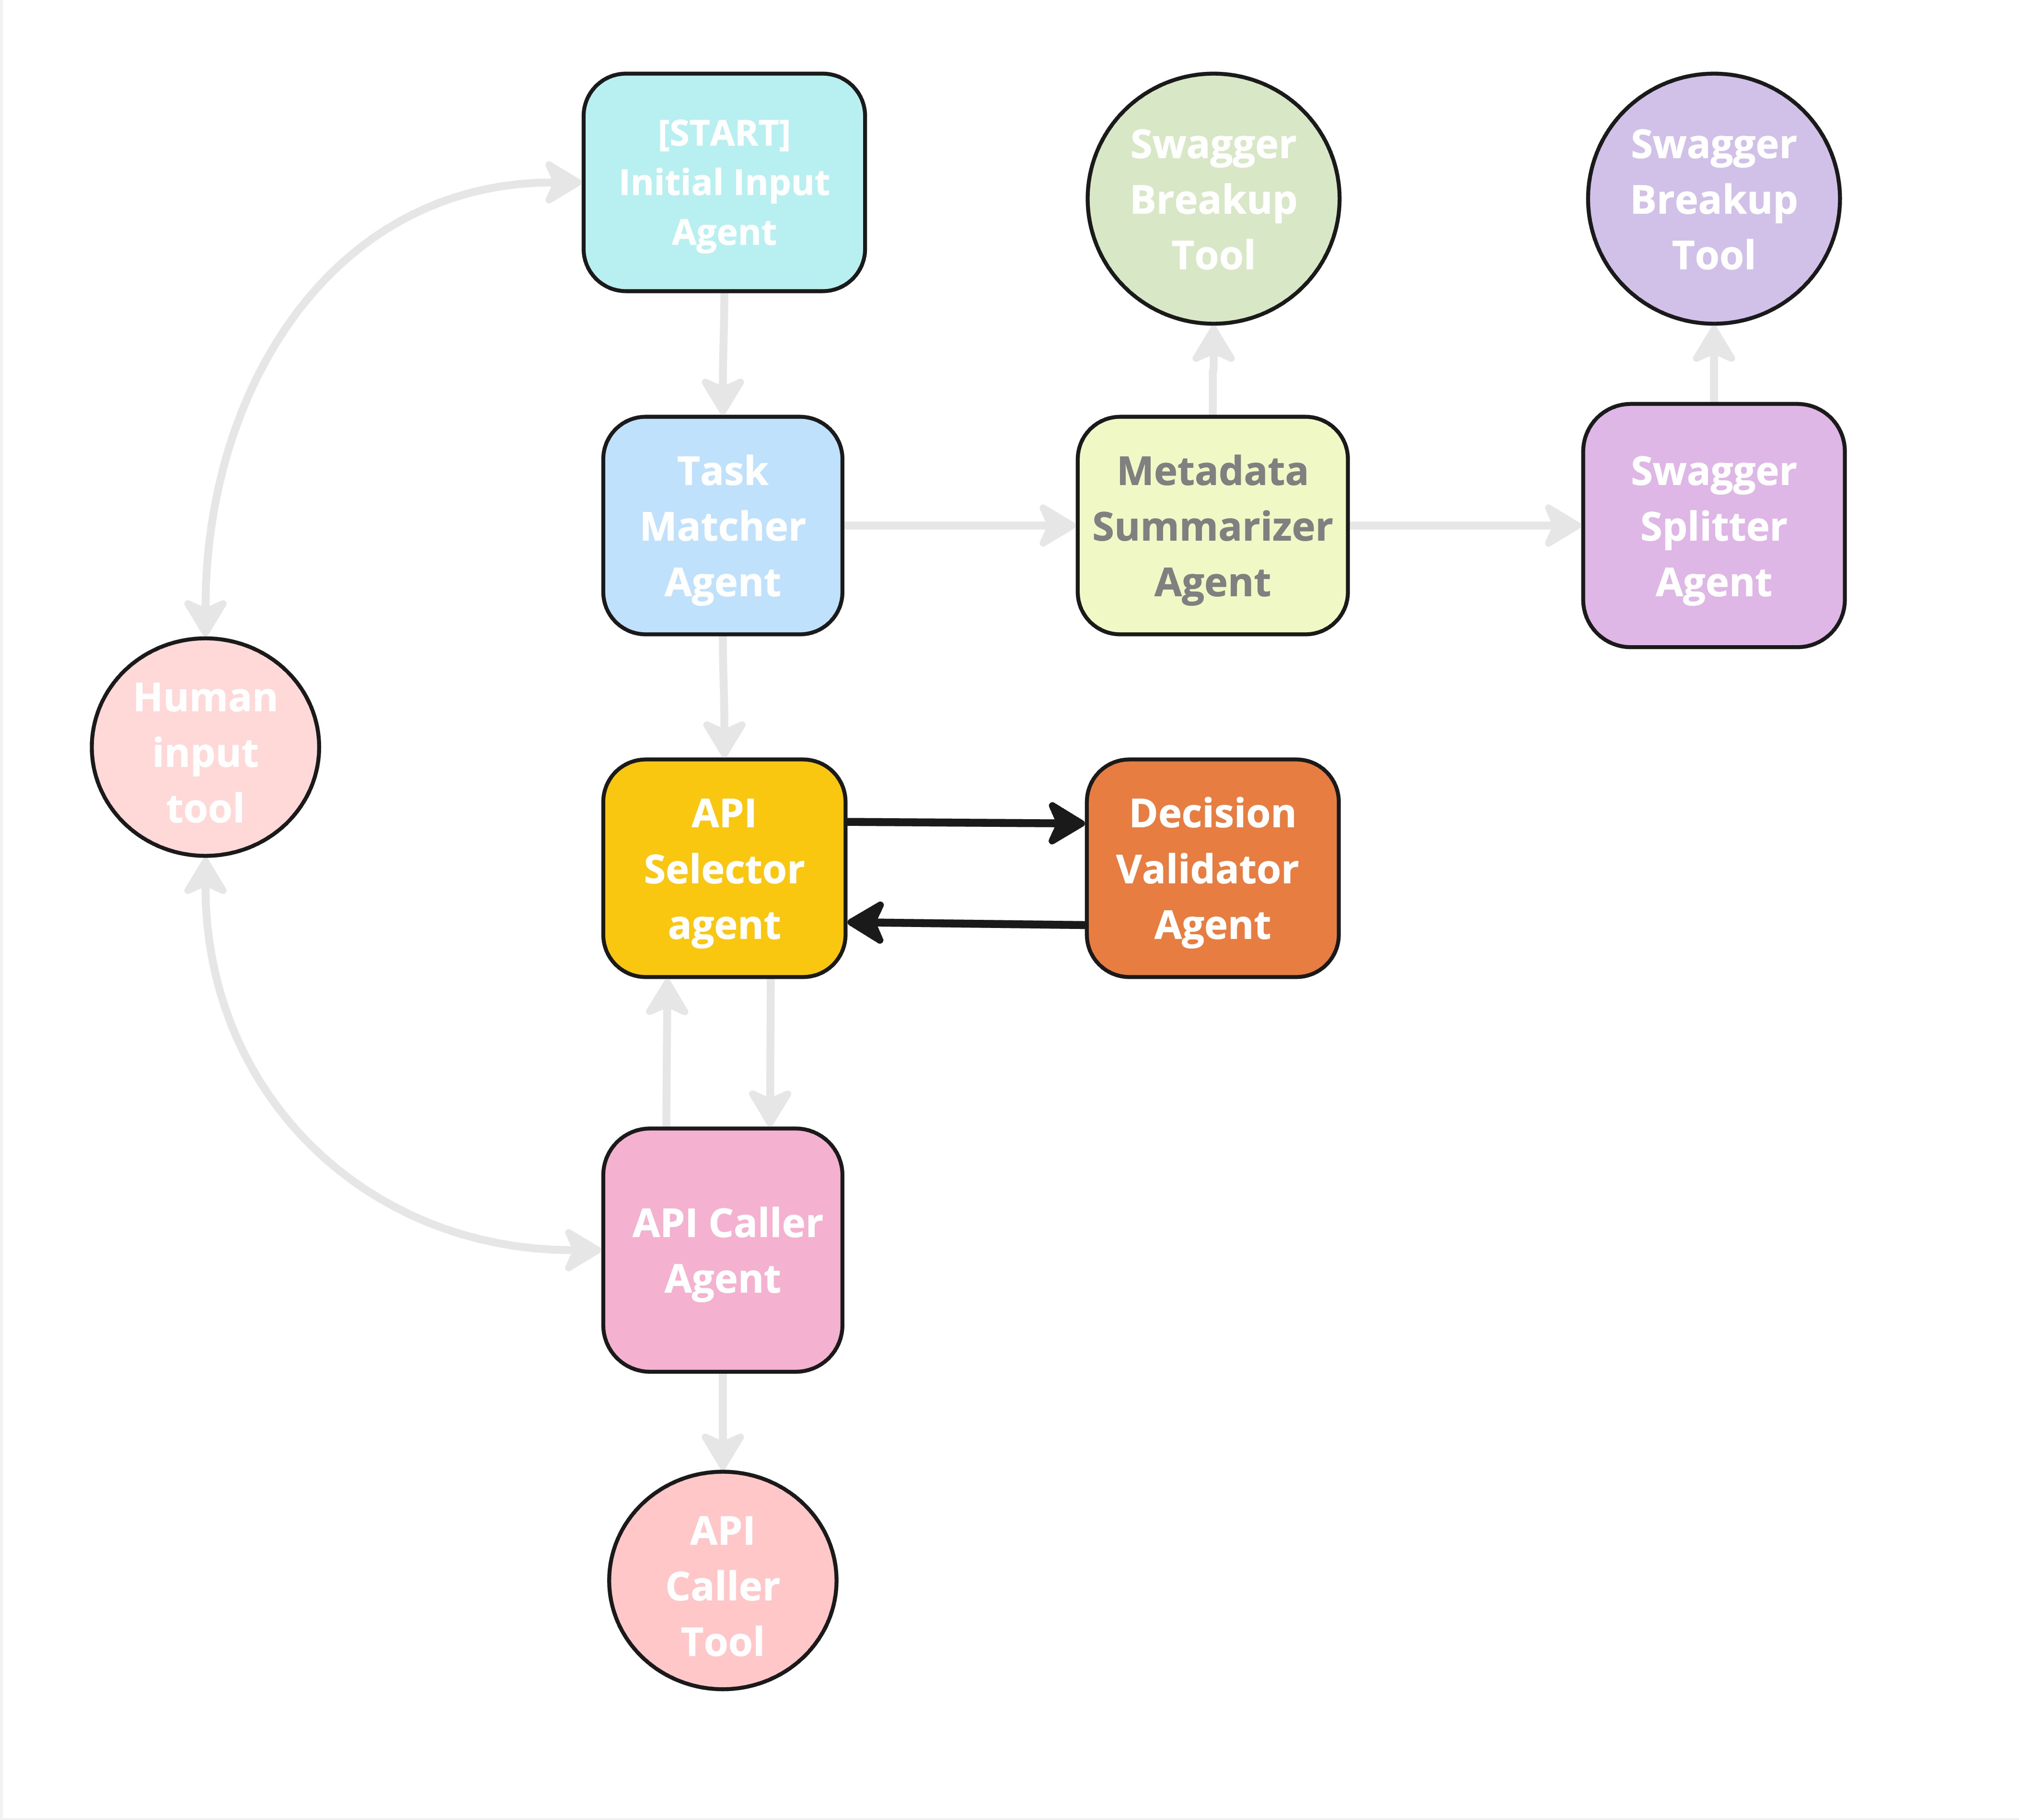 [START]
Initial Input
Agent
Swagger
Breakup
Tool
Swagger
Breakup
Tool
Task
Matcher
Agent
Metadata
Summarizer
Agent
Swagger
Splitter
Agent
Human
input
tool
API
Selector
agent
Decision
Validator
Agent
API Caller
Agent
API
Caller
Tool